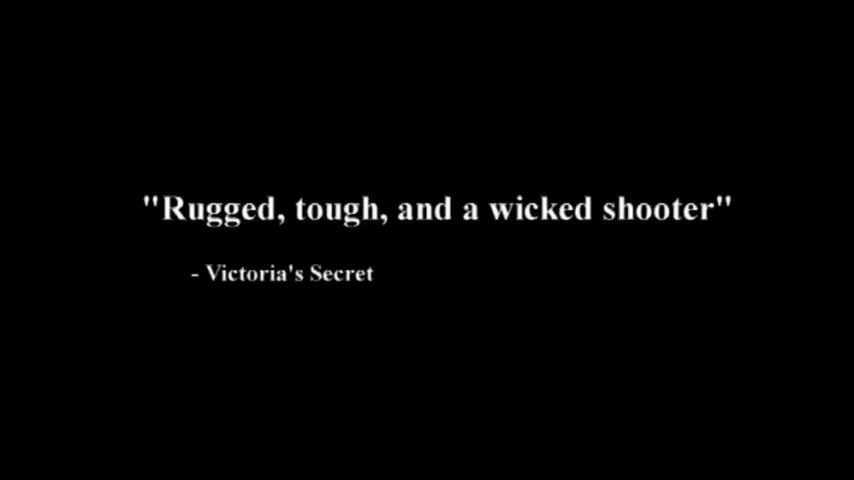 "Rugged, tough, and a wicked shooter"
- Victoria's Secret